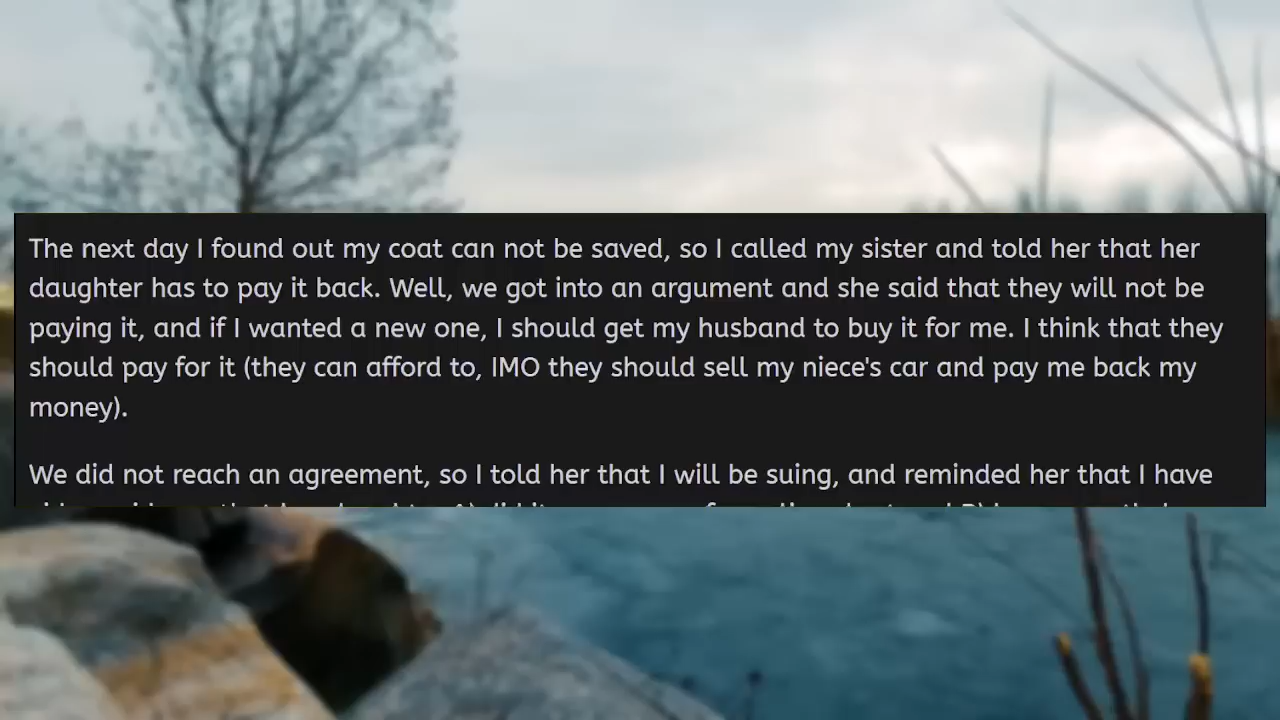 The next day I found out my coat can not be saved, so I called my sister and told her that her
daughter has to pay it back. Well, we got into an argument and she said that they will not be
paying it, and if I wanted a new one, I should get my husband to buy it for me. I think that they
should pay for it (they can afford to, IMO they should sell my niece's car and pay me back my
money).
We did not reach an agreement, so I told her that I will be suing, and reminded her that I have